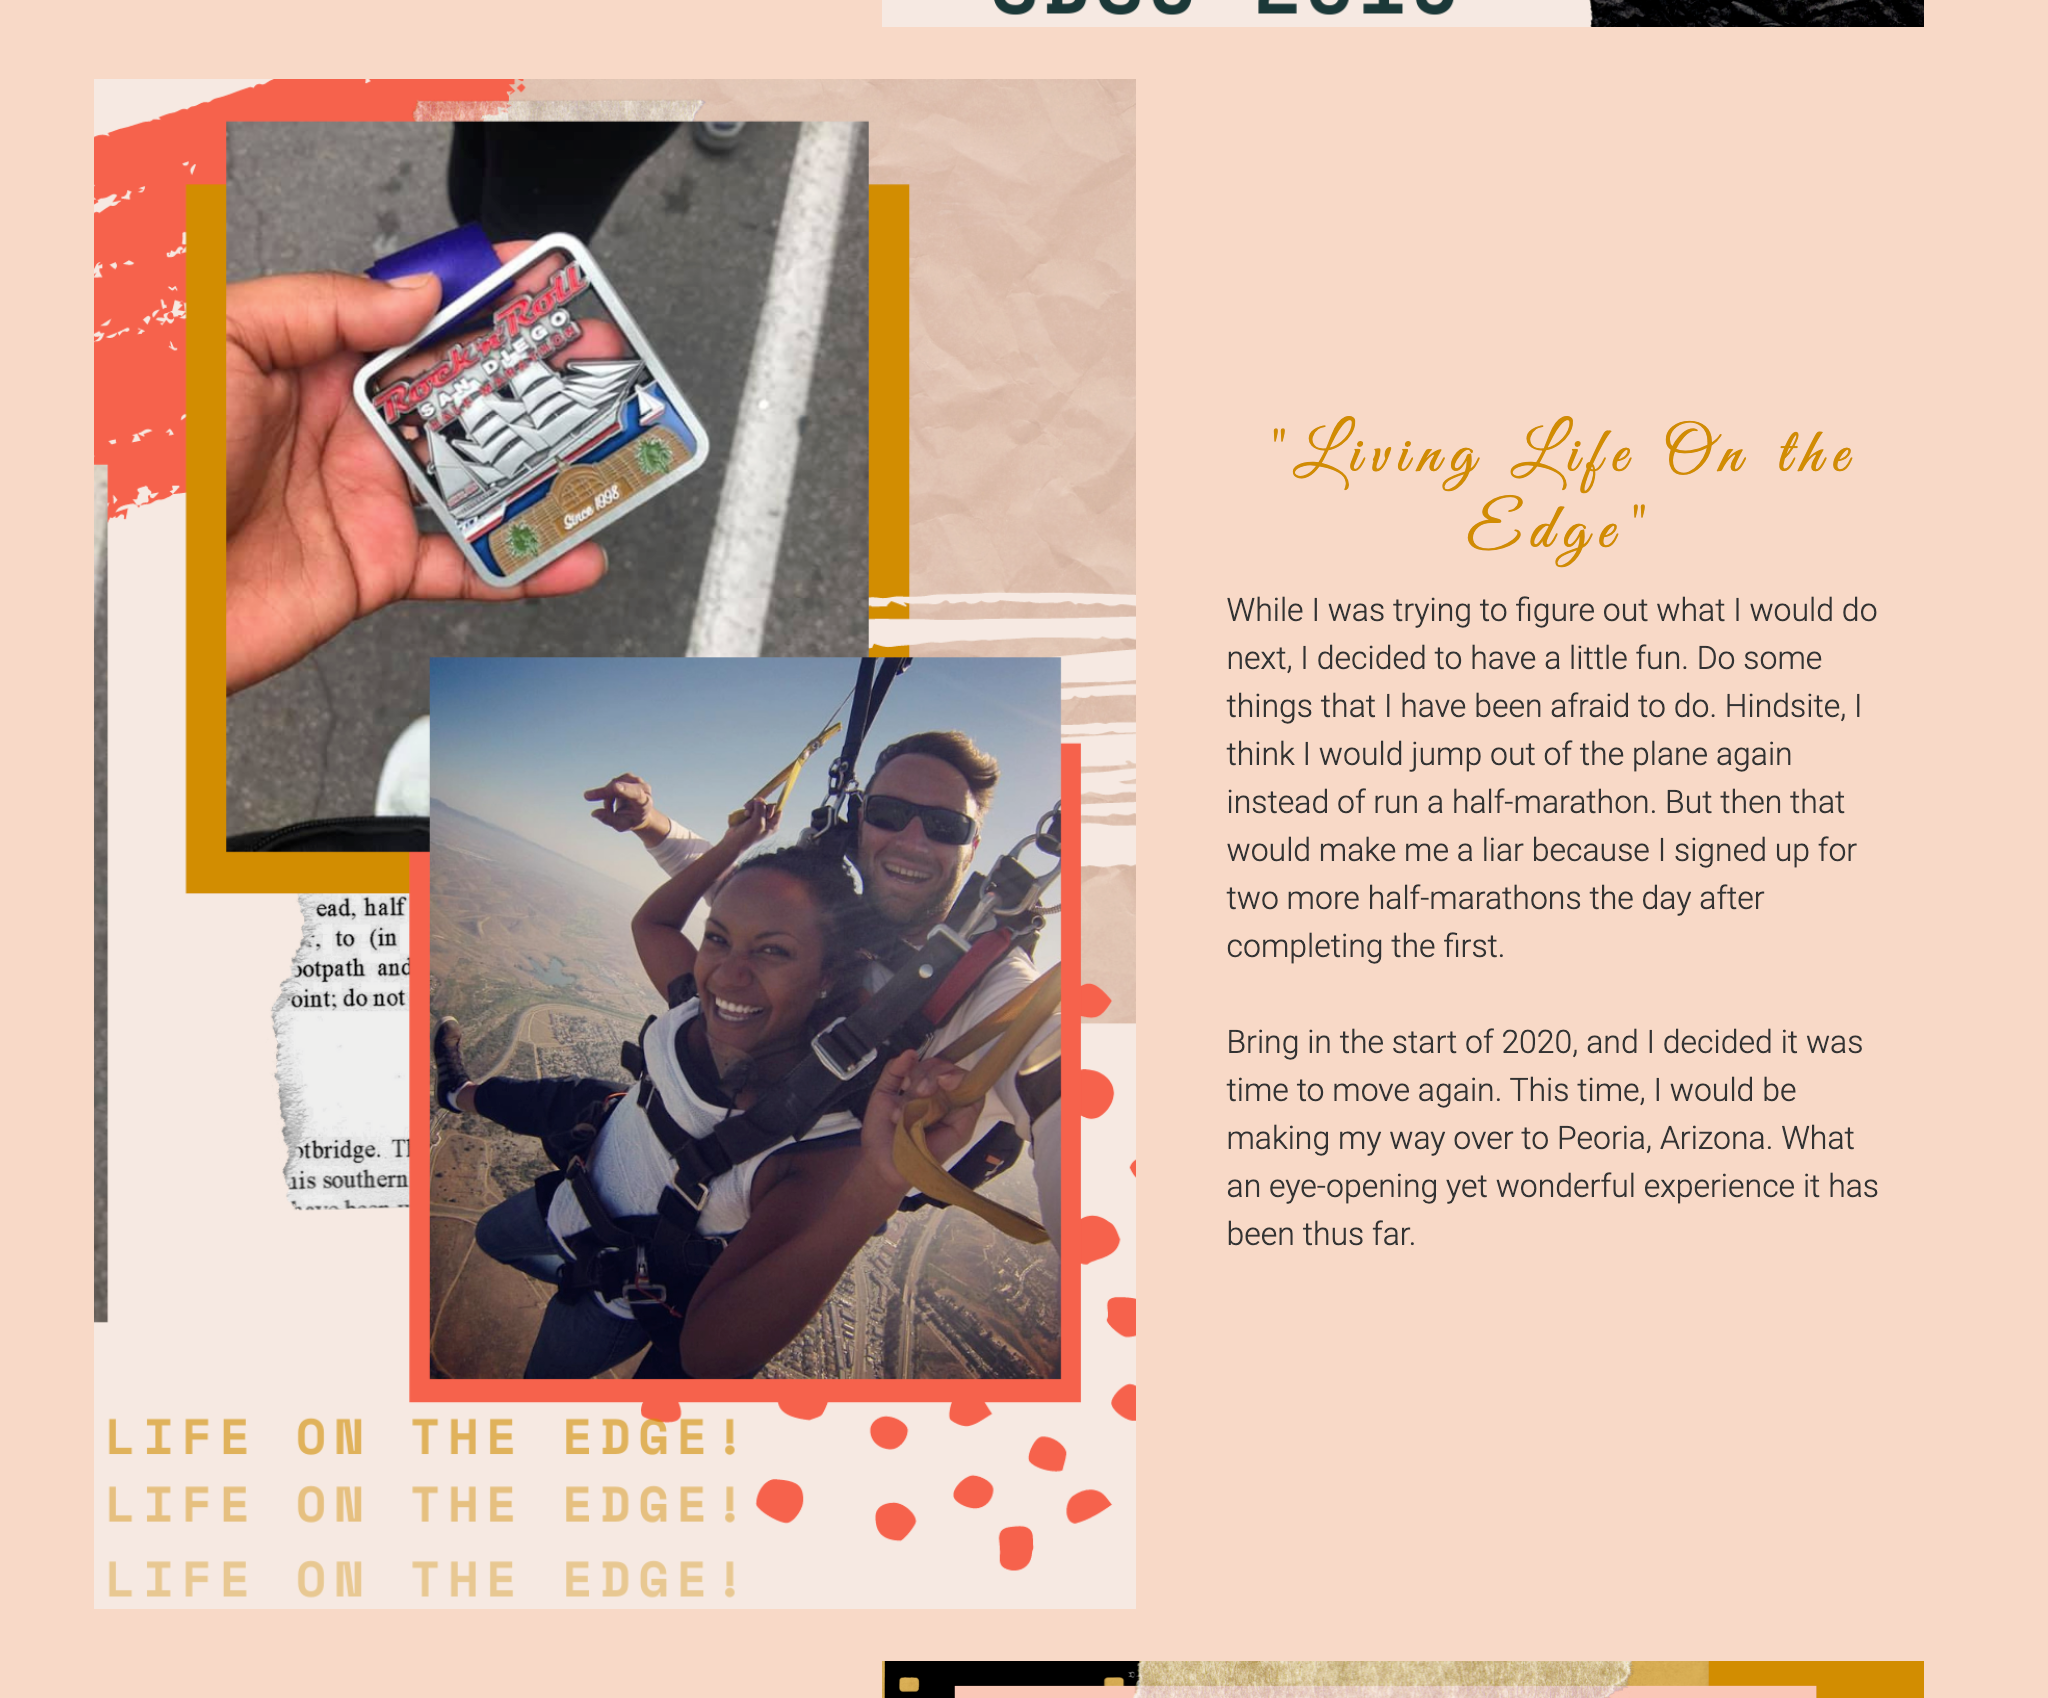 Rock n' Roll
SAN DIEGO
HALF MARATHON
Since 1998
ead, half
to (in
ootpath and
oint; do not
otbridge.
his southern
LIFE ON THE EDGE!
LIFE ON THE EDGE!
LIFE ON THE EDGE!
"Living Life On the
Edge"
While I was trying to figure out what I would do
next, I decided to have a little fun. Do some
things that I have been afraid to do. Hindsite, I
think I would jump out of the plane again
instead of run a half-marathon. But then that
would make me a liar because I signed up for
two more half-marathons the day after
completing the first.
Bring in the start of 2020, and I decided it was
time to move again. This time, I would be
making my way over to Peoria, Arizona. What
an eye-opening yet wonderful experience it has
been thus far.